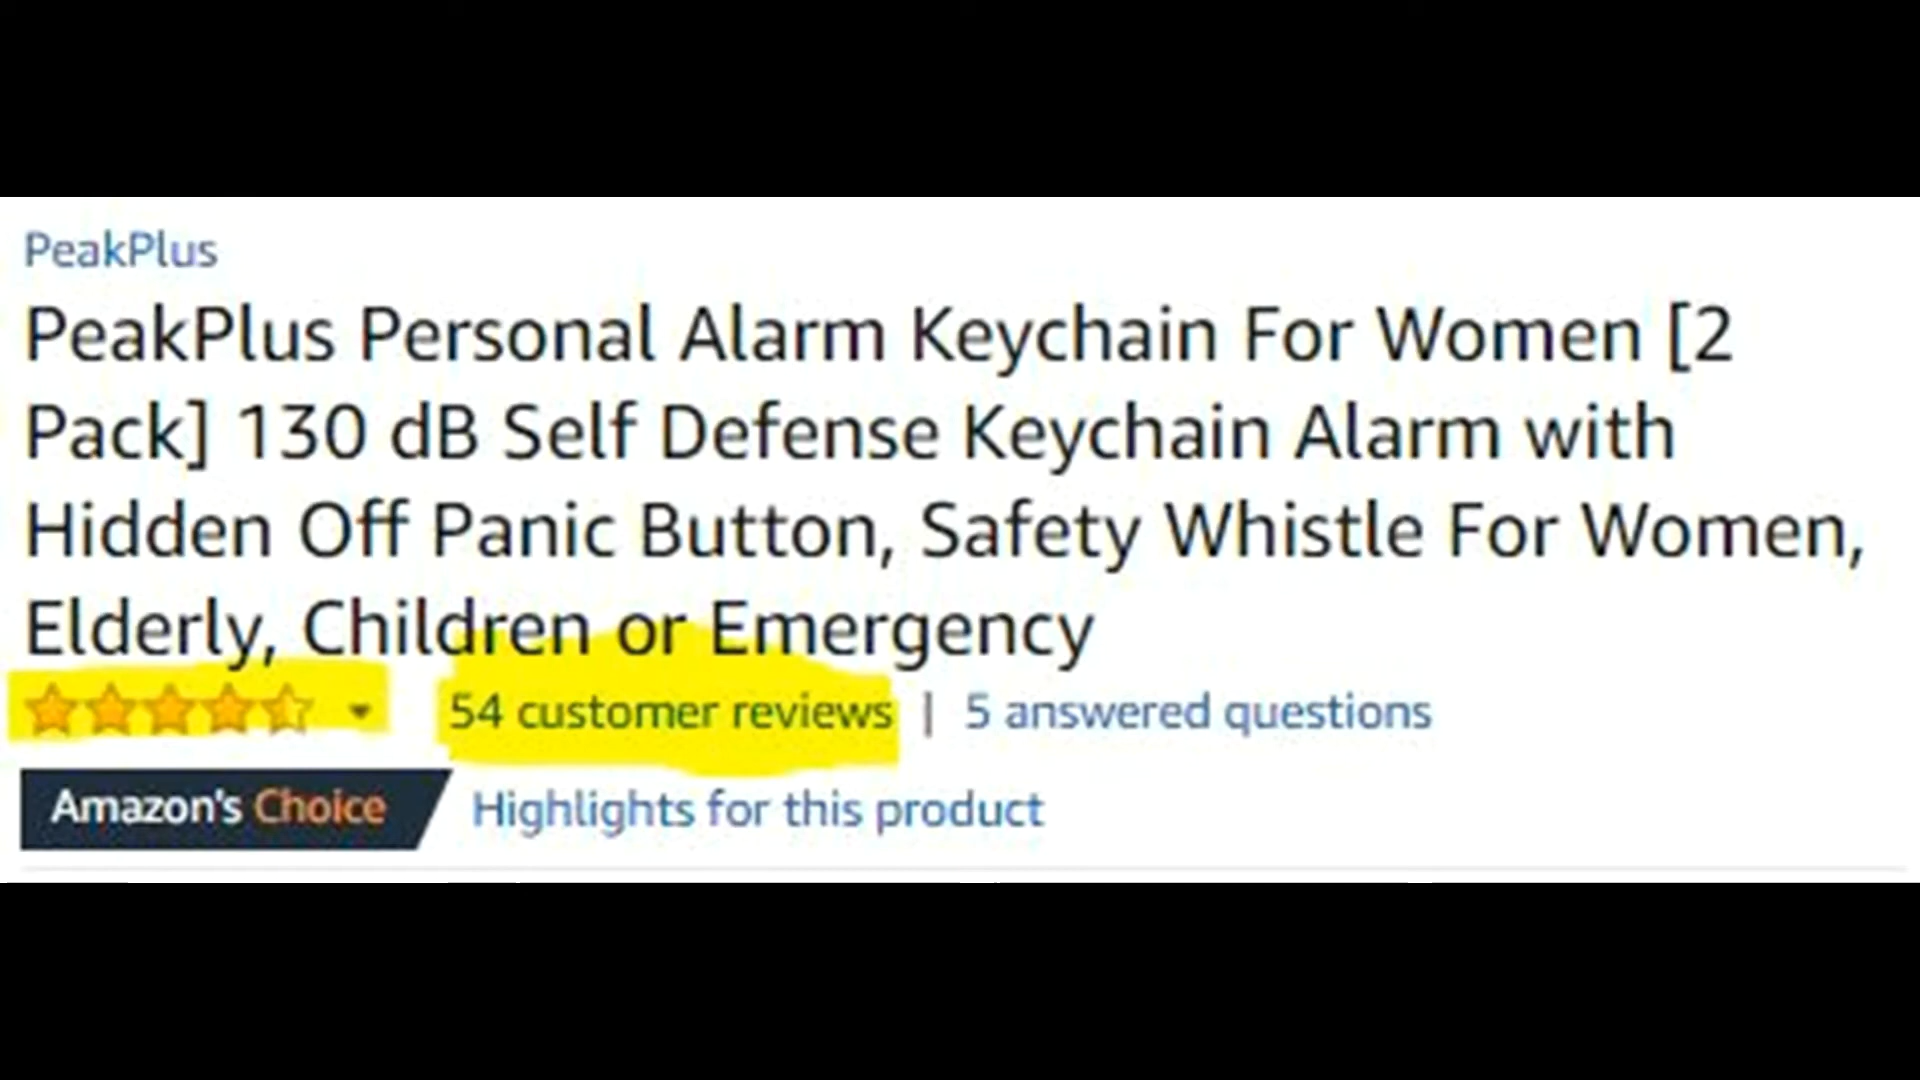 PeakPlus
PeakPlus Personal Alarm Keychain For Women [2
Pack] 130 dB Self Defense Keychain Alarm with
Hidden Off Panic Button, Safety Whistle For Women,
Elderly, Children or Emergency
54 customer reviews | 5 answered questions
Amazon's Choice Highlights for this product